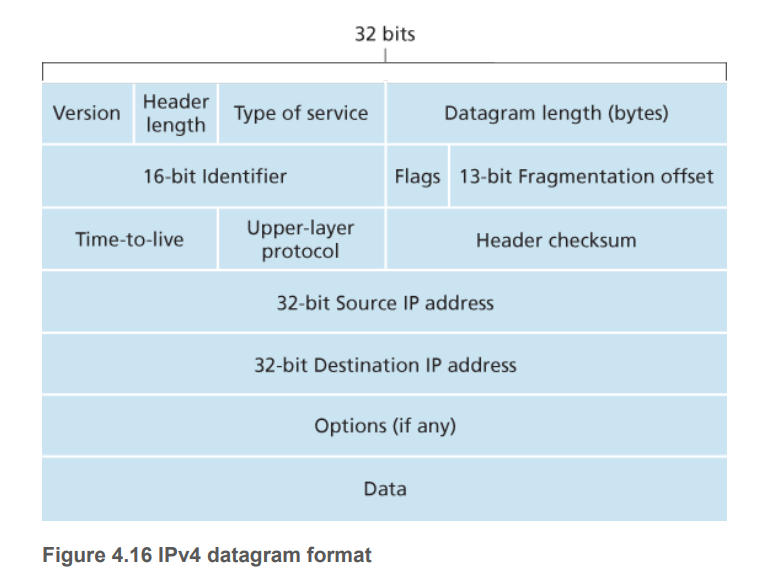 32 bits
Version
Header
length
Type of service
Datagram length (bytes)
16-bit Identifier
Flags
13-bit Fragmentation offset
Time-to-live
Upper-layer
protocol
Header checksum
32-bit Source IP address
32-bit Destination IP address
Options (if any)
Data
Figure 4.16 IPv4 datagram format